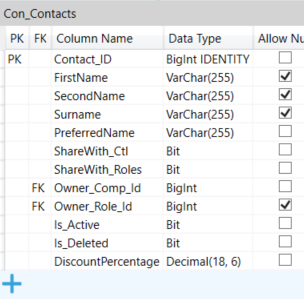 Con_Contacts
PK FK Column Name Data Type Allow Nu
PK Contact_ID BigInt IDENTITY
FirstName VarChar(255)
SecondName VarChar(255)
Surname VarChar(255)
PreferredName VarChar(255)
ShareWith_Ctl Bit
ShareWith_Roles Bit
FK Owner_Comp_Id BigInt
FK Owner_Role_Id BigInt
Is_Active Bit
Is_Deleted Bit
DiscountPercentage Decimal(18, 6)